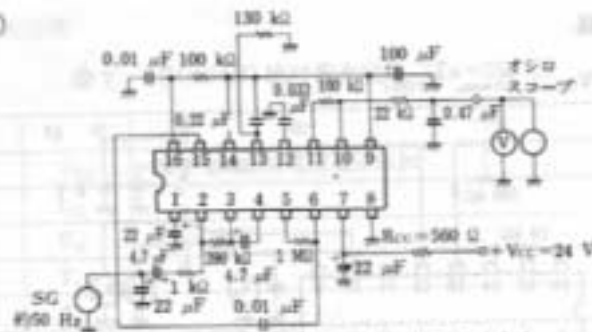 130 kΩ
0.01 μF 100 kΩ
100 μF
オシロ
スコープ
0.033
μF
100 kΩ
0.22 μF
22 kΩ
0.47 μF
16 15 14 13 12 11 10 9
1 2 3 4 5 6 7 8
22 μF
4.7 μF
390 kΩ
1 MΩ
RCC=560 Ω
+VCC=24 V
V
1 kΩ
4.7 μF
22 μF
SG
約50 Hz
22 μF
0.01 μF